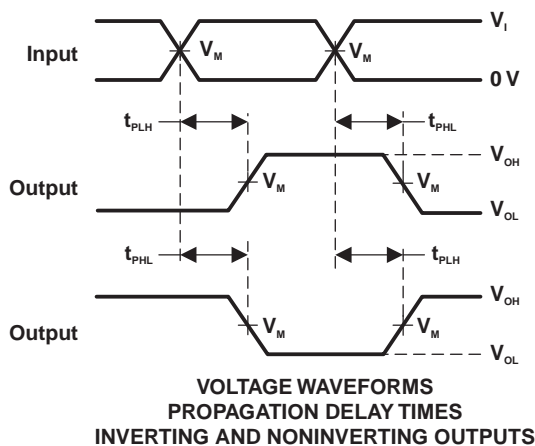 V_I
Input V_M V_M
0 V
t_PLH t_PHL
V_OH
Output V_M V_M
V_OL
t_PHL t_PLH
V_OH
Output V_M V_M
V_OL
VOLTAGE WAVEFORMS
PROPAGATION DELAY TIMES
INVERTING AND NONINVERTING OUTPUTS